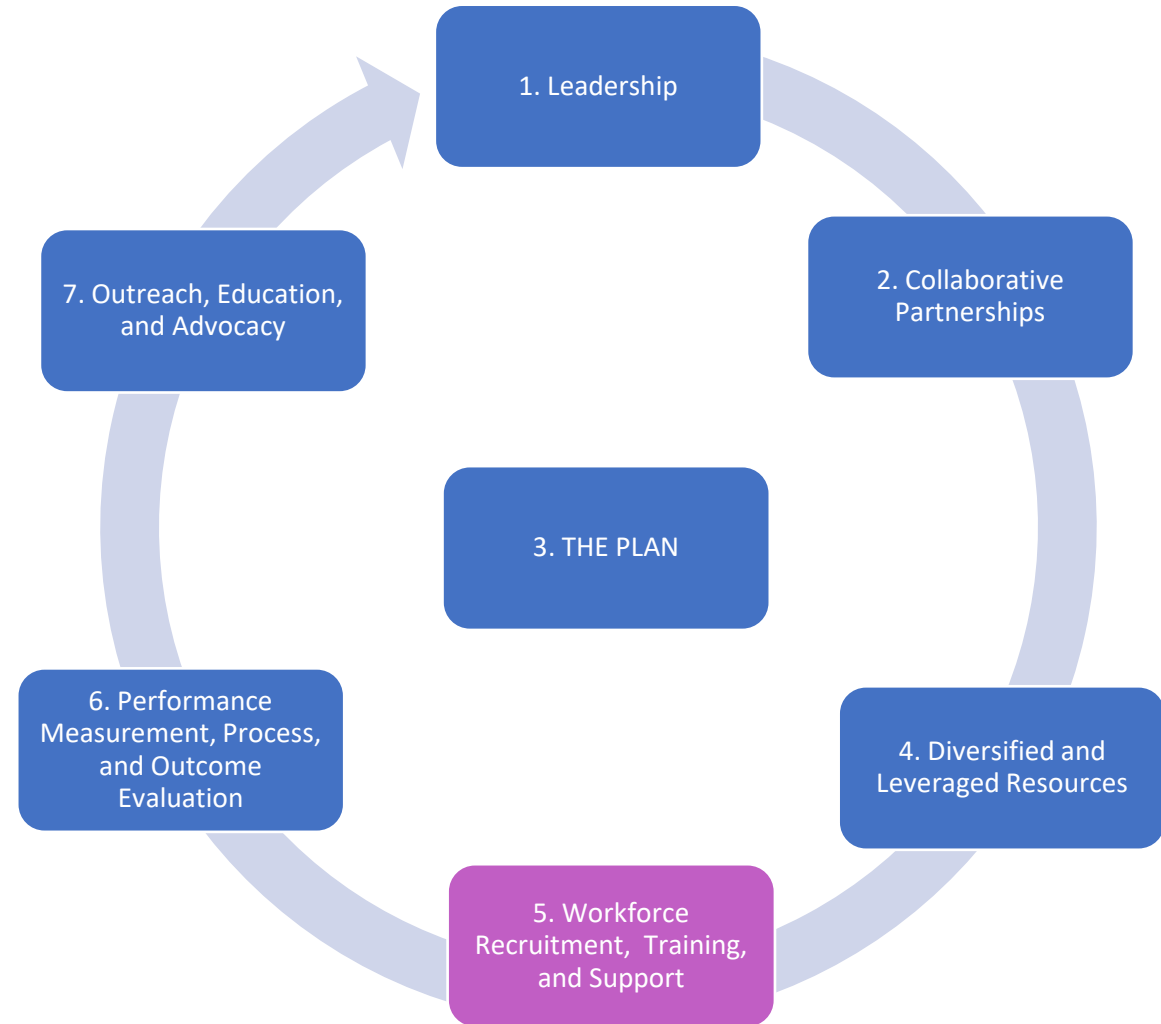 1. Leadership
2. Collaborative
Partnerships
3. THE PLAN
4. Diversified and
Leveraged Resources
5. Workforce
Recruitment,  Training,
and Support
6. Performance
Measurement, Process,
and Outcome
Evaluation
7. Outreach, Education,
and Advocacy